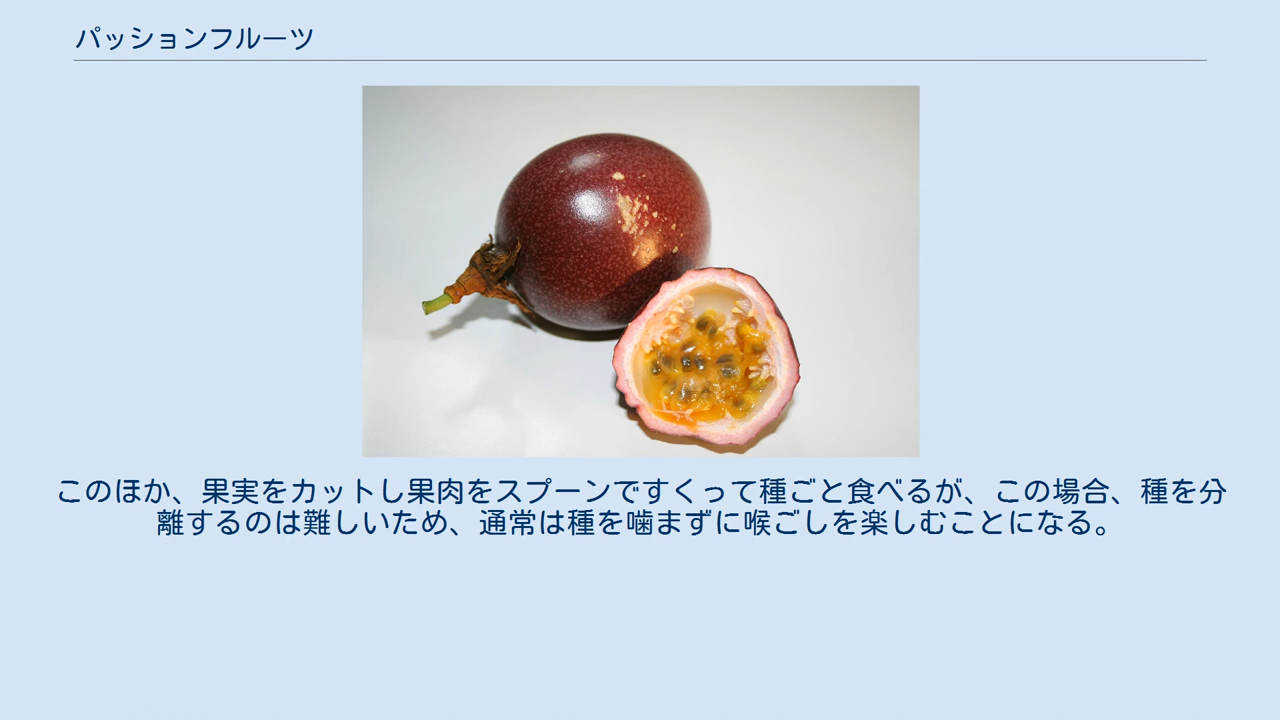 パッションフルーツ
このほか、果実をカットし果肉をスプーンですくって種ごと食べるが、この場合、種を分
離するのは難しいため、通常は種を噛まずに喉ごしを楽しむことになる。